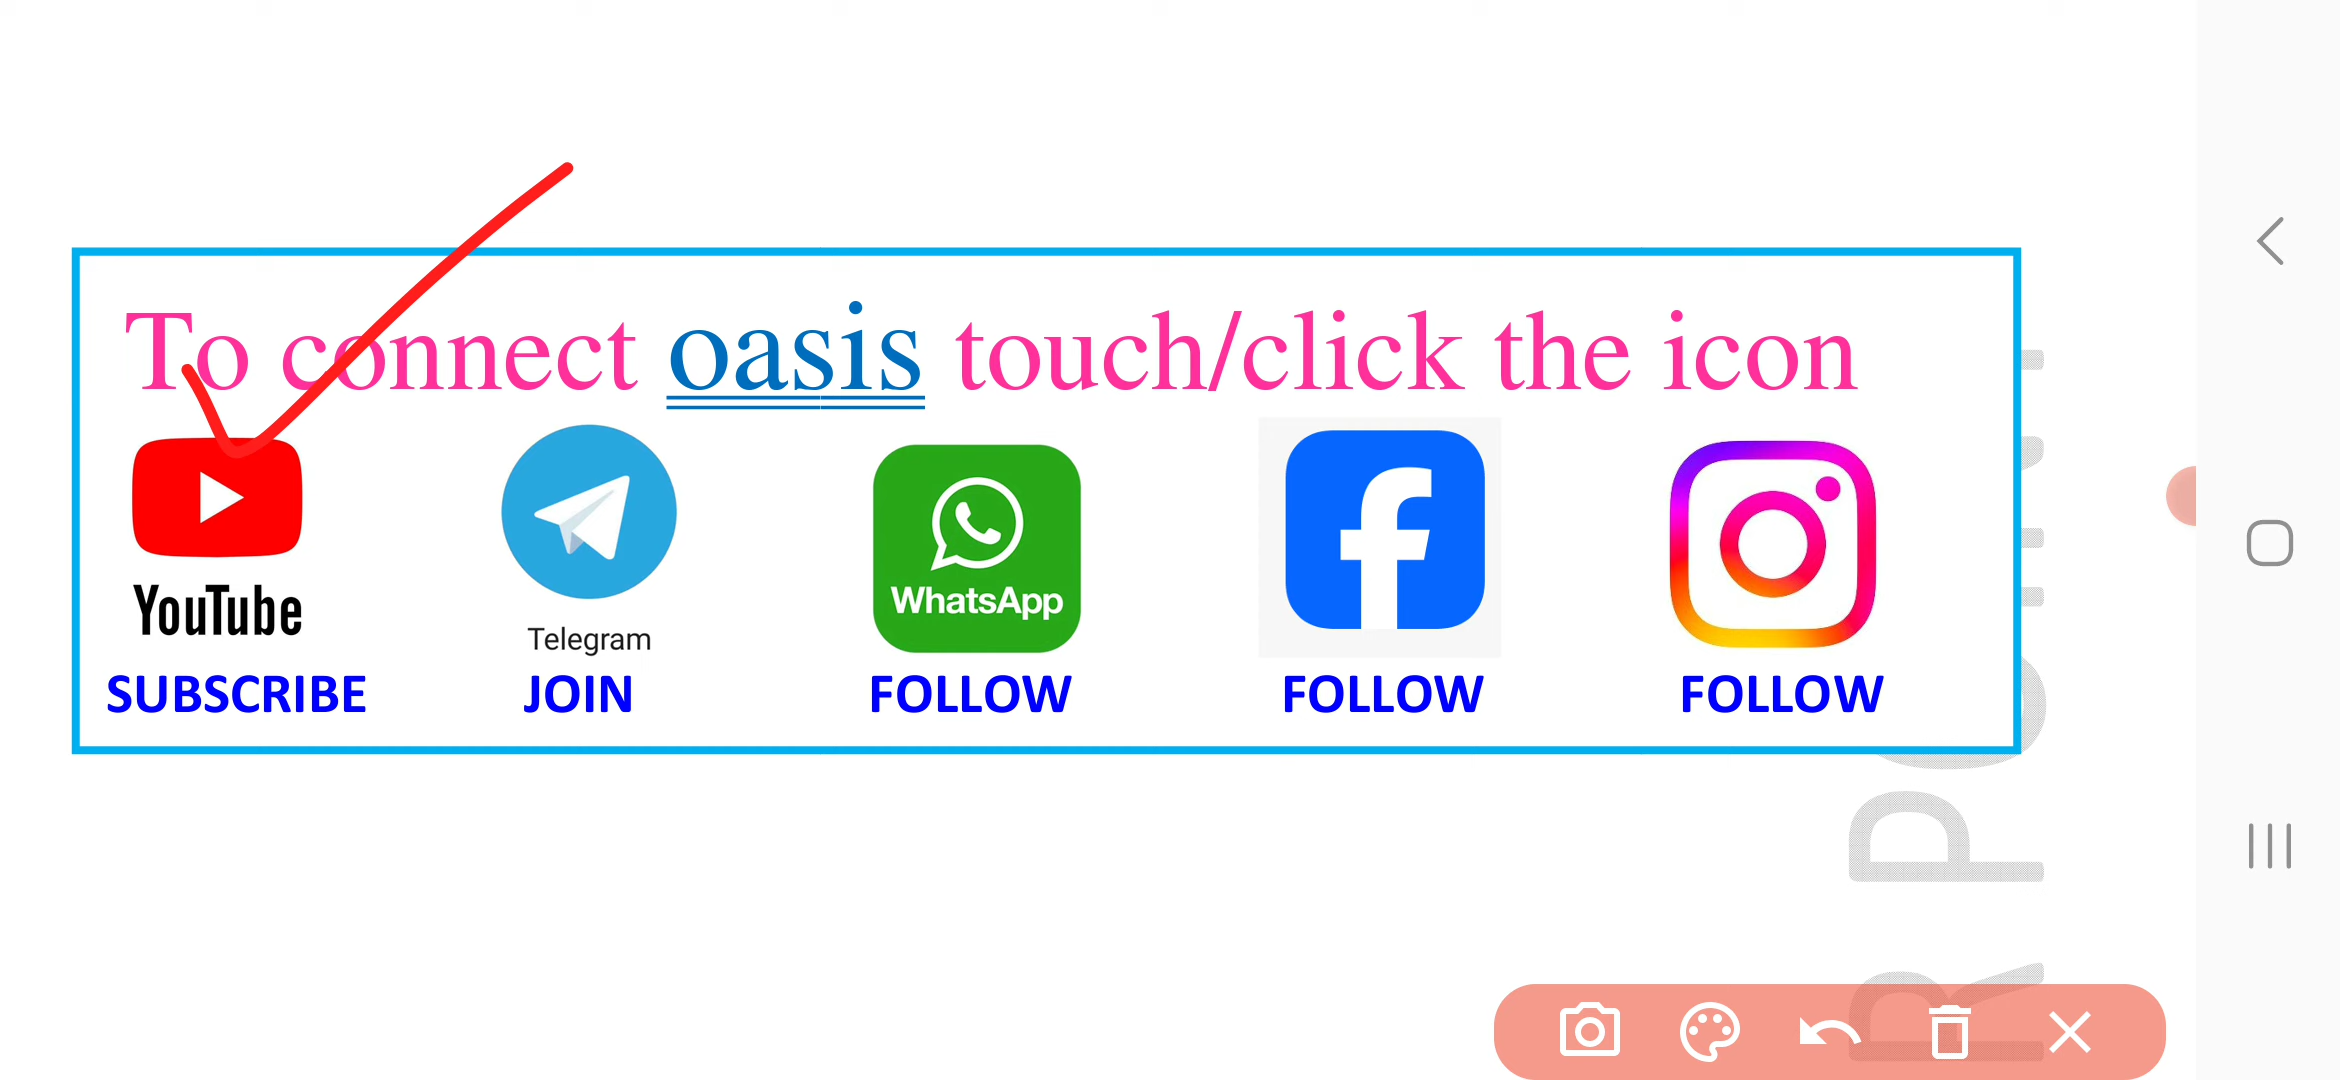 To connect oasis touch/click the icon
YouTube
Telegram
WhatsApp
SUBSCRIBE
JOIN
FOLLOW
FOLLOW
FOLLOW